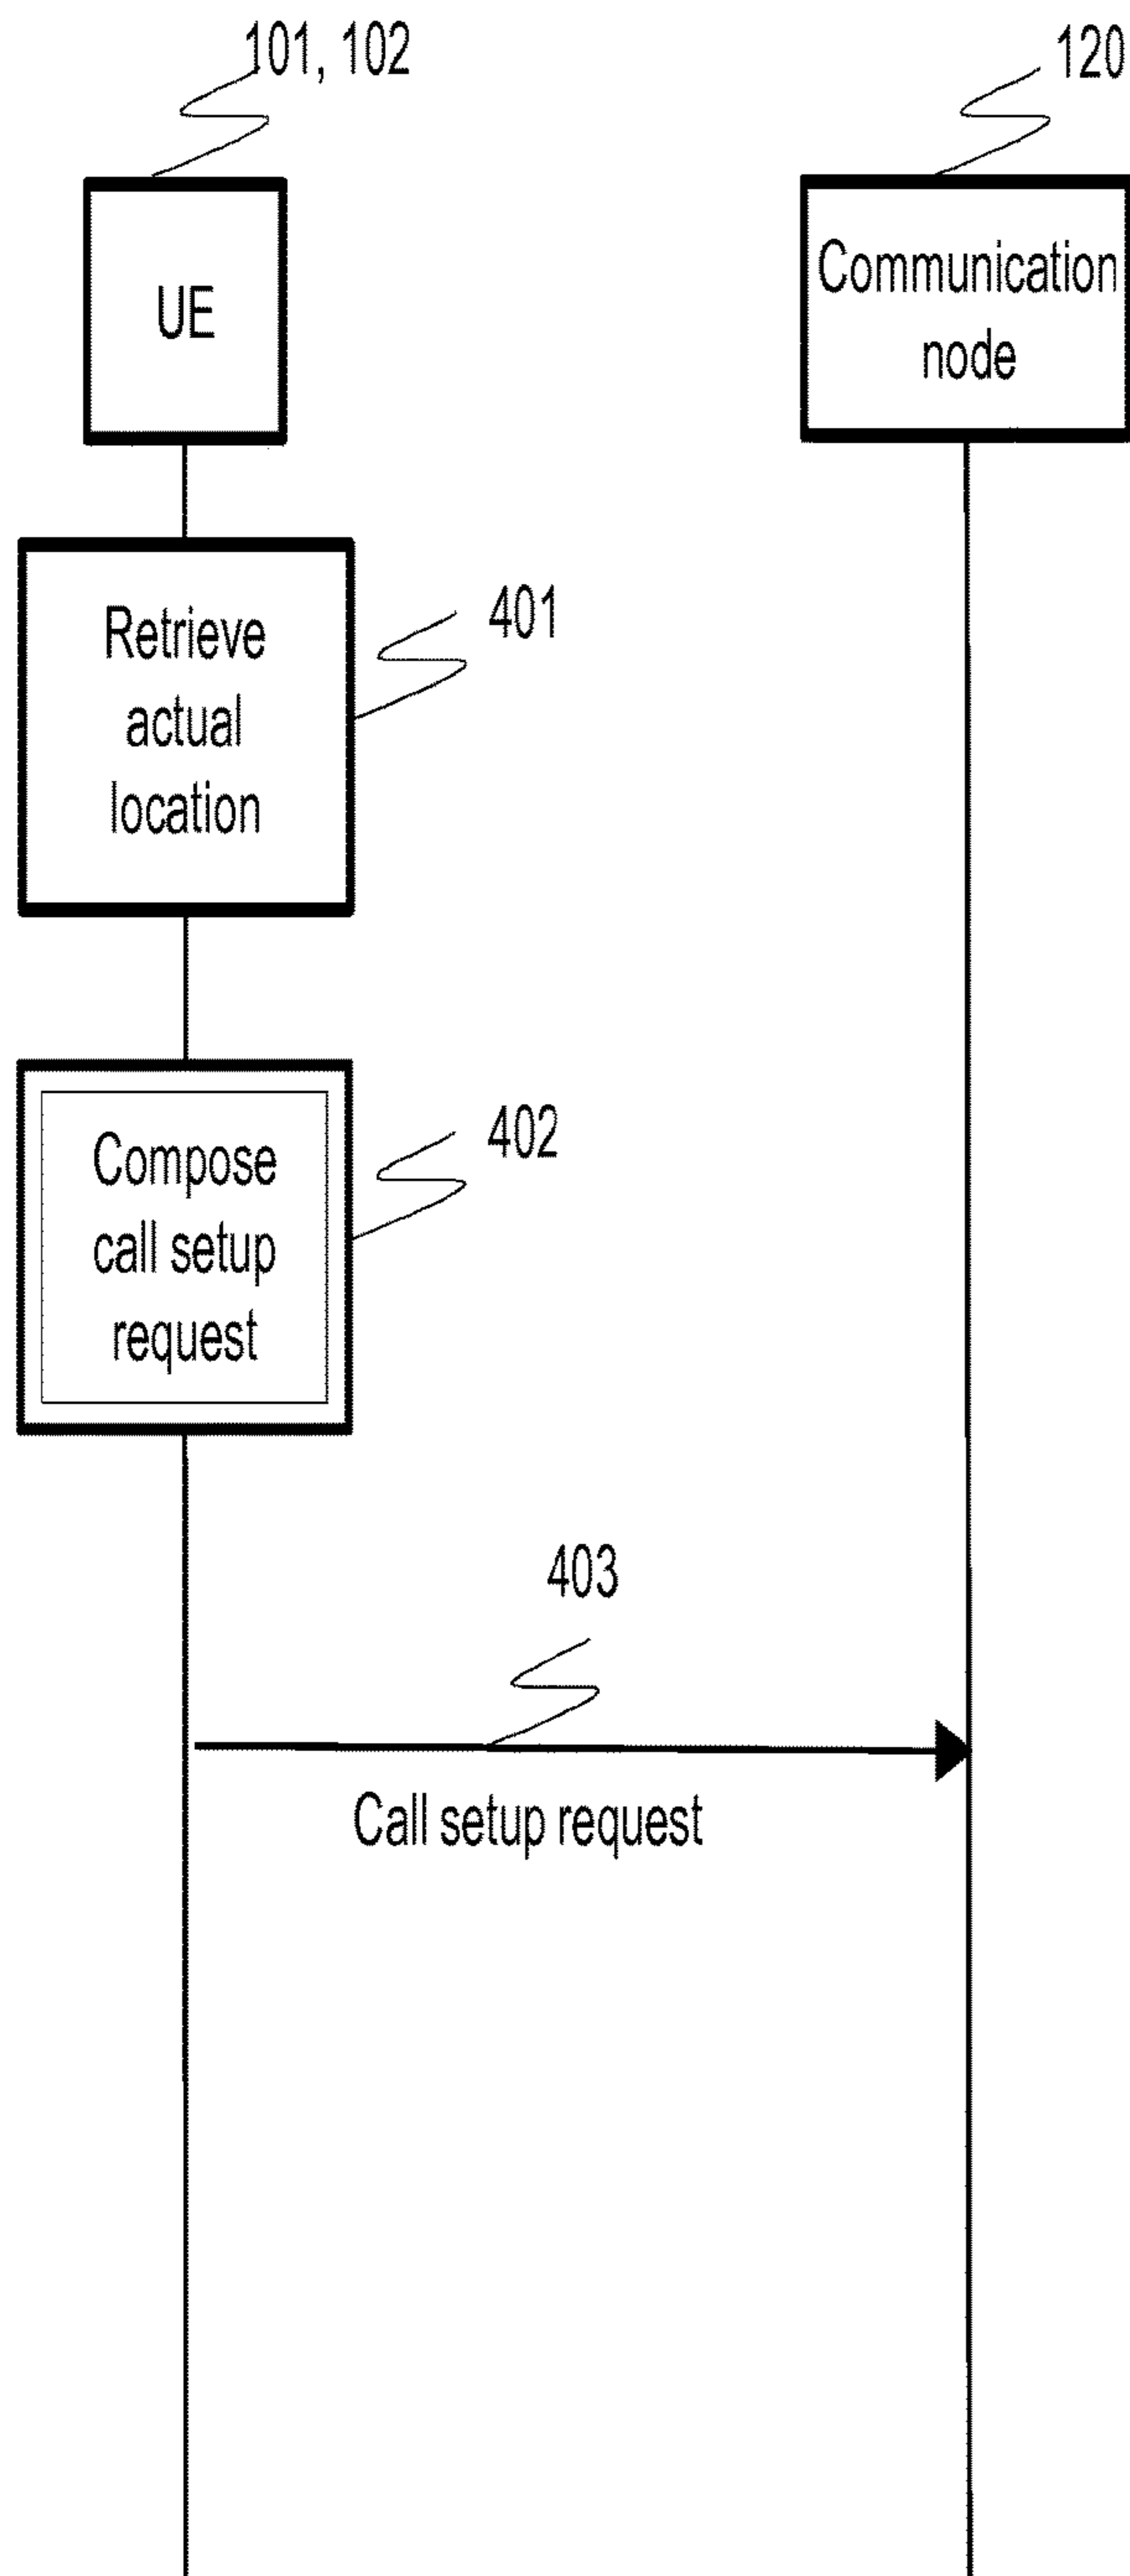 101, 102
120
UE
Communication
node
Retrieve
actual
location
401
Compose
call setup
request
402
403
Call setup request